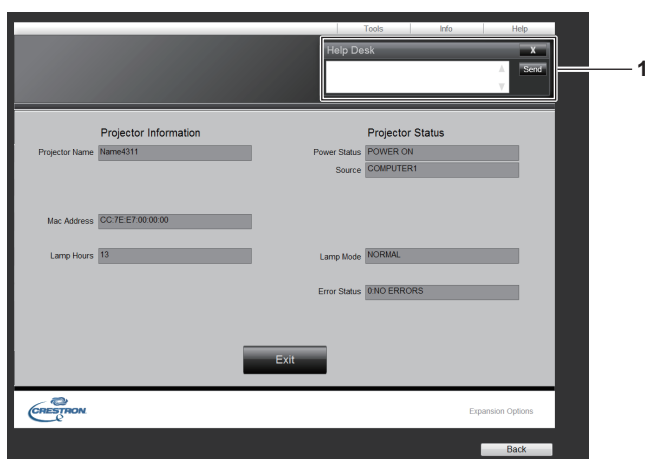 Tools Info Help
Help Desk X
Send
1
Projector Information Projector Status
Projector Name Name4311 Power Status POWER ON
Source COMPUTER1
Mac Address CC:7E:E7:00:00:00
Lamp Hours 13 Lamp Mode NORMAL
Error Status 0:NO ERRORS
Exit
CRESTRON Expansion Options
Back